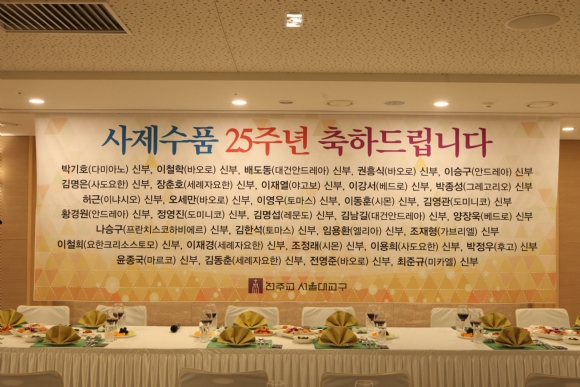 사제수품 25주년 축하드립니다
박기호(다미아노) 신부, 이철학(바오로) 신부, 배도동(대건안드레아) 신부, 권흥식(바오로) 신부, 이승구(안드레아) 신부
김명은(사도요한) 신부, 장춘호(세례자요한) 신부, 이재열(야고보) 신부, 이강서(베드로) 신부, 박종성(그레고리오) 신부
허근(이냐시오) 신부, 오세만(바오로) 신부, 이영우(토마스) 신부, 이동훈(시몬) 신부, 김영관(도미니코) 신부
황경원(안드레아) 신부, 정영진(도미니코) 신부, 김명섭(레문도) 신부, 김남길(대건안드레아) 신부, 양장욱(베드로) 신부
나승구(프란치스코하비에르) 신부, 김한석(토마스) 신부, 임용환(엘리아) 신부, 조재형(가브리엘) 신부
이철희(요한크리소스토모) 신부, 이재경(세례자요한) 신부, 조정래(시몬) 신부, 이용희(사도요한) 신부, 박정우(후고) 신부
윤종국(마르코) 신부, 김동춘(세례자요한) 신부, 전영준(바오로) 신부, 최준규(미카엘) 신부
천주교 서울대교구